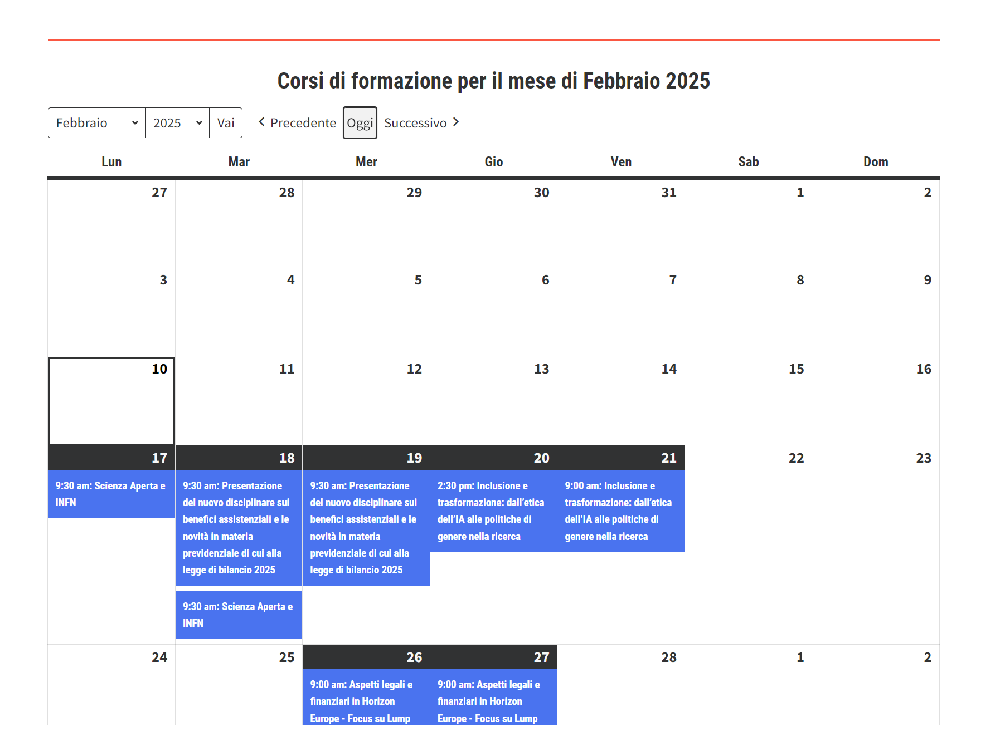 Corsi di formazione per il mese di Febbraio 2025
Febbraio 2025 Vai Precedente Oggi Successivo
Lun Mar Mer Gio Ven Sab Dom
27 28 29 30 31 1 2
3 4 5 6 7 8 9
10 11 12 13 14 15 16
17 18 19 20 21 22 23
9:30 am: Scienza Aperta e
INFN
9:30 am: Presentazione
del nuovo disciplinare sui
benefici assistenziali e le
novità in materia
previdenziale di cui alla
legge di bilancio 2025
9:30 am: Scienza Aperta e
INFN
9:30 am: Presentazione
del nuovo disciplinare sui
benefici assistenziali e le
novità in materia
previdenziale di cui alla
legge di bilancio 2025
2:30 pm: Inclusione e
trasformazione: dall’etica
dell’IA alle politiche di
genere nella ricerca
9:00 am: Inclusione e
trasformazione: dall’etica
dell’IA alle politiche di
genere nella ricerca
24 25 26 27 28 1 2
9:00 am: Aspetti legali e
finanziari in Horizon
Europe - Focus su Lump
9:00 am: Aspetti legali e
finanziari in Horizon
Europe - Focus su Lump